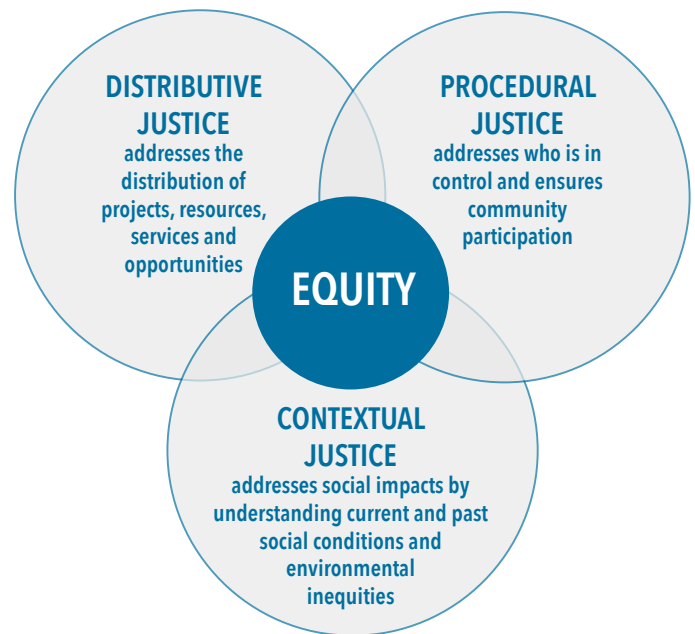 DISTRIBUTIVE
JUSTICE
addresses the
distribution of
projects, resources,
services and
opportunities
PROCEDURAL
JUSTICE
addresses who is in
control and ensures
community
participation
EQUITY
CONTEXTUAL
JUSTICE
addresses social impacts by
understanding current and past
social conditions and
environmental
inequities